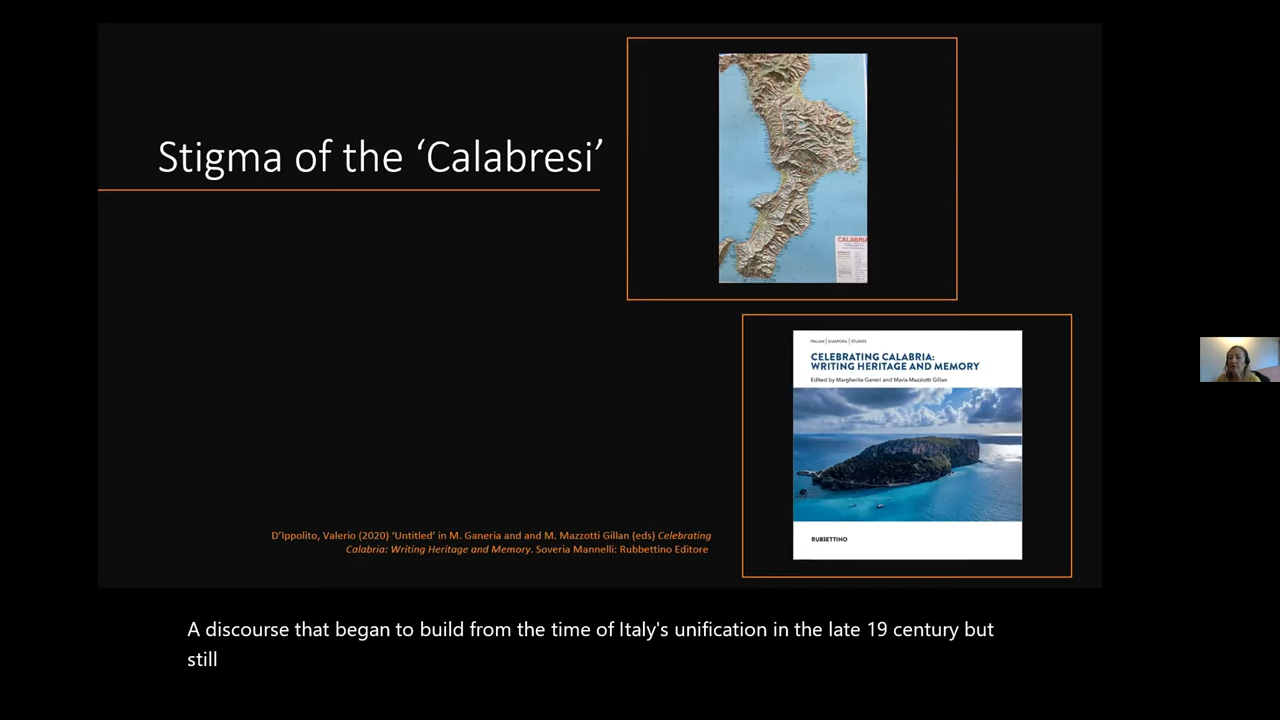 Stigma of the ‘Calabresi’
CALABRIA
ITALIAN | DIASPORA | STUDIES
CELEBRATING CALABRIA:
WRITING HERITAGE AND MEMORY
Edited by Margherita Ganeri and Maria Mazziotti Gillan
RUBBETTINO
D’Ippolito, Valerio (2020) ‘Untitled’ in M. Ganeria and and M. Mazzotti Gillan (eds) Celebrating
Calabria: Writing Heritage and Memory. Soveria Mannelli: Rubbettino Editore
A discourse that began to build from the time of Italy's unification in the late 19 century but
still